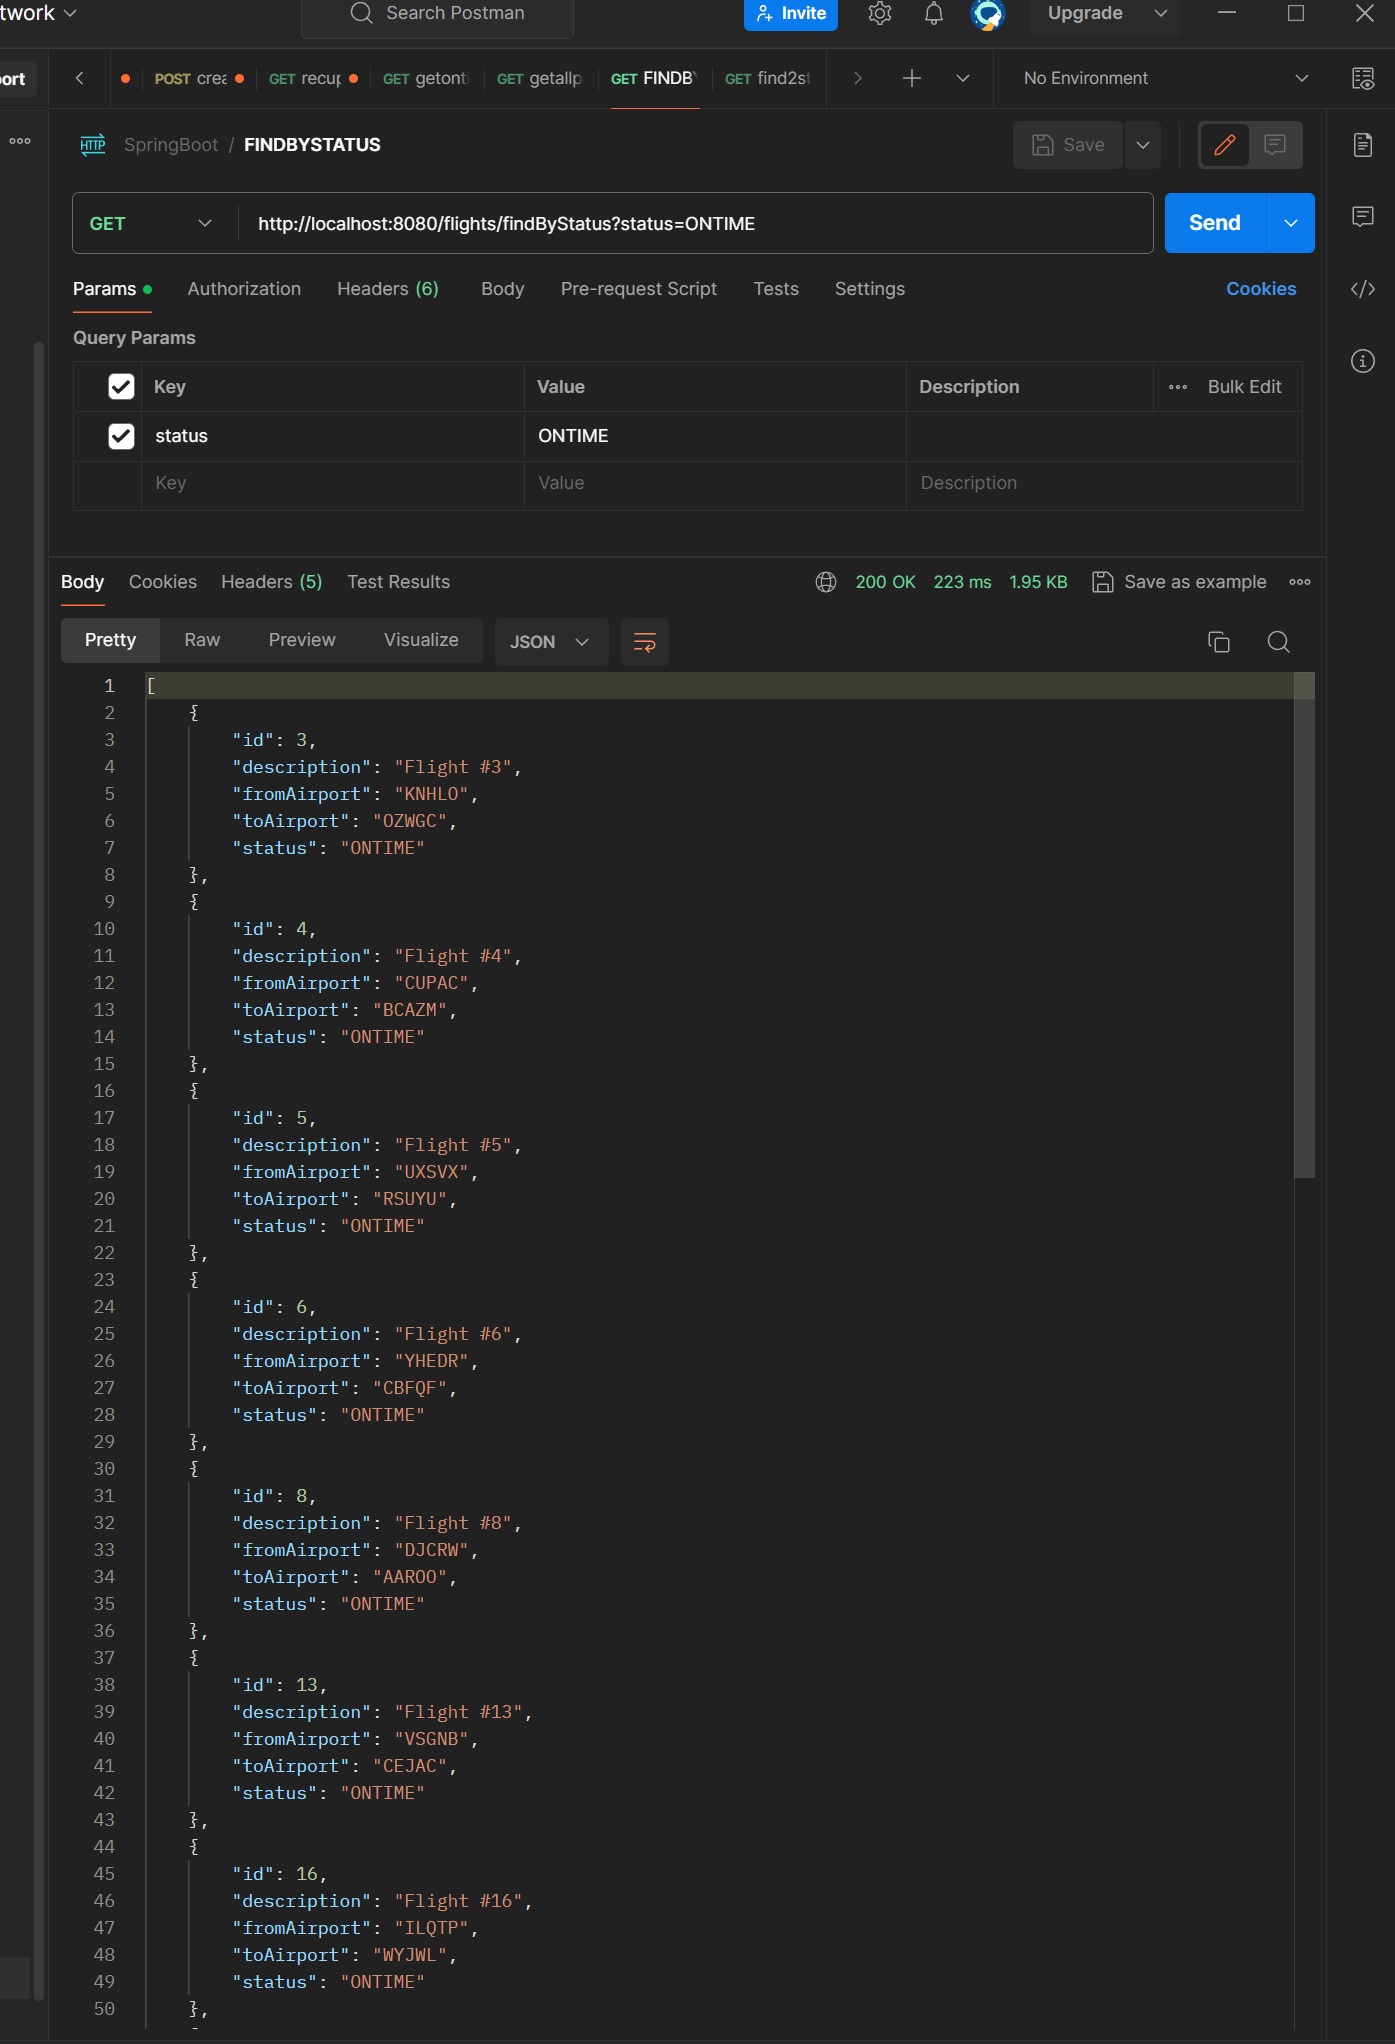 twork
Search Postman
Invite
Upgrade
ort
POST crea
GET recup
GET getonti
GET getallp
GET FINDBY
GET find2st
No Environment
HTTP SpringBoot / FINDBYSTATUS
Save
GET
http://localhost:8080/flights/findByStatus?status=ONTIME
Send
Params
Authorization
Headers (6)
Body
Pre-request Script
Tests
Settings
Cookies
Query Params
Key Value Description Bulk Edit
status ONTIME
Key Value Description
Body Cookies Headers (5) Test Results 200 OK 223 ms 1.95 KB Save as example
Pretty Raw Preview Visualize JSON
1 [
2 {
3 "id": 3,
4 "description": "Flight #3",
5 "fromAirport": "KNHLO",
6 "toAirport": "OZWGC",
7 "status": "ONTIME"
8 },
9 {
10 "id": 4,
11 "description": "Flight #4",
12 "fromAirport": "CUPAC",
13 "toAirport": "BCAZM",
14 "status": "ONTIME"
15 },
16 {
17 "id": 5,
18 "description": "Flight #5",
19 "fromAirport": "UXSVX",
20 "toAirport": "RSUYU",
21 "status": "ONTIME"
22 },
23 {
24 "id": 6,
25 "description": "Flight #6",
26 "fromAirport": "YHEDR",
27 "toAirport": "CBFQF",
28 "status": "ONTIME"
29 },
30 {
31 "id": 8,
32 "description": "Flight #8",
33 "fromAirport": "DJCRW",
34 "toAirport": "AAROO",
35 "status": "ONTIME"
36 },
37 {
38 "id": 13,
39 "description": "Flight #13",
40 "fromAirport": "VSGNB",
41 "toAirport": "CEJAC",
42 "status": "ONTIME"
43 },
44 {
45 "id": 16,
46 "description": "Flight #16",
47 "fromAirport": "ILQTP",
48 "toAirport": "WYJWL",
49 "status": "ONTIME"
50 },